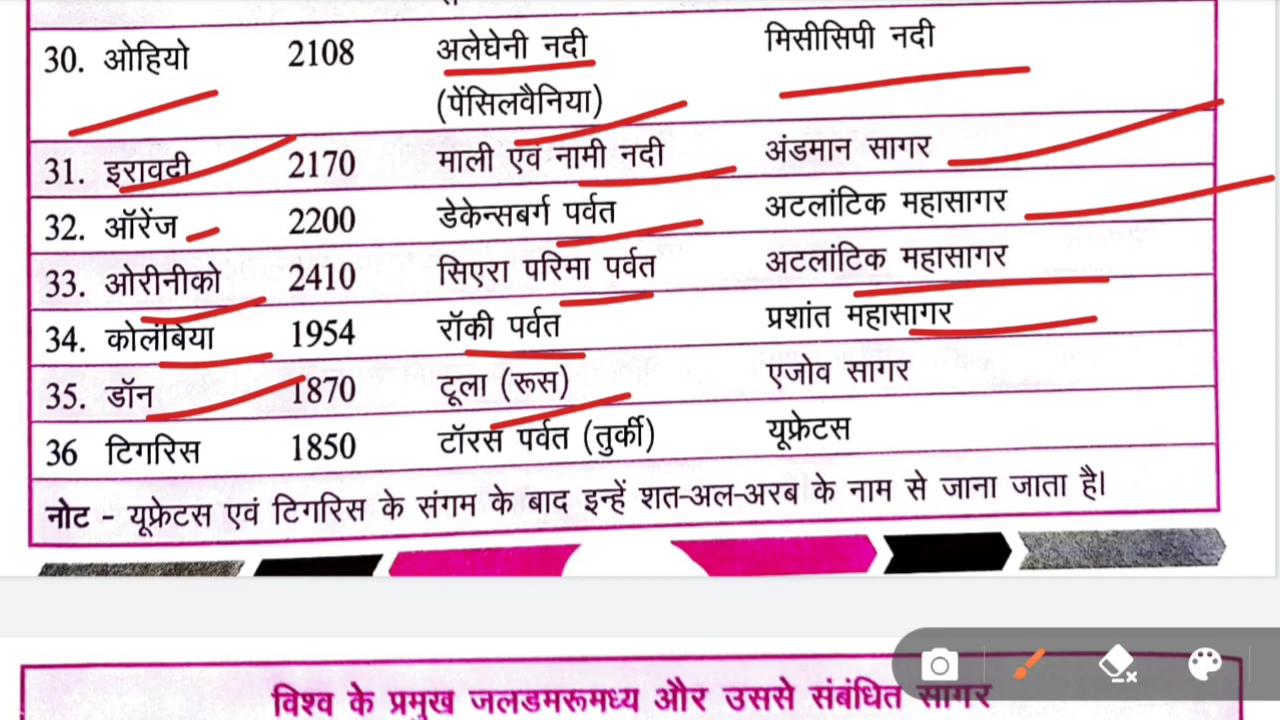 30. ओहियो 2108 अलेघेनी नदी मिसीसिपी नदी
(पेंसिलवैनिया)
31. इरावदी 2170 माली एवं नामी नदी अंडमान सागर
32. ऑरेंज 2200 डेकेन्सबर्ग पर्वत अटलांटिक महासागर
33. ओरीनीको 2410 सिएरा परिमा पर्वत अटलांटिक महासागर
34. कोलंबिया 1954 रॉकी पर्वत प्रशांत महासागर
35. डॉन 1870 टूला (रूस) एजोव सागर
36 टिगरिस 1850 टॉरस पर्वत (तुर्की) यूफ्रेटस
नोट - यूफ्रेटस एवं टिगरिस के संगम के बाद इन्हें शत-अल-अरब के नाम से जाना जाता है।
विश्व के प्रमुख जलडमरूमध्य और उससे संबंधित सागर